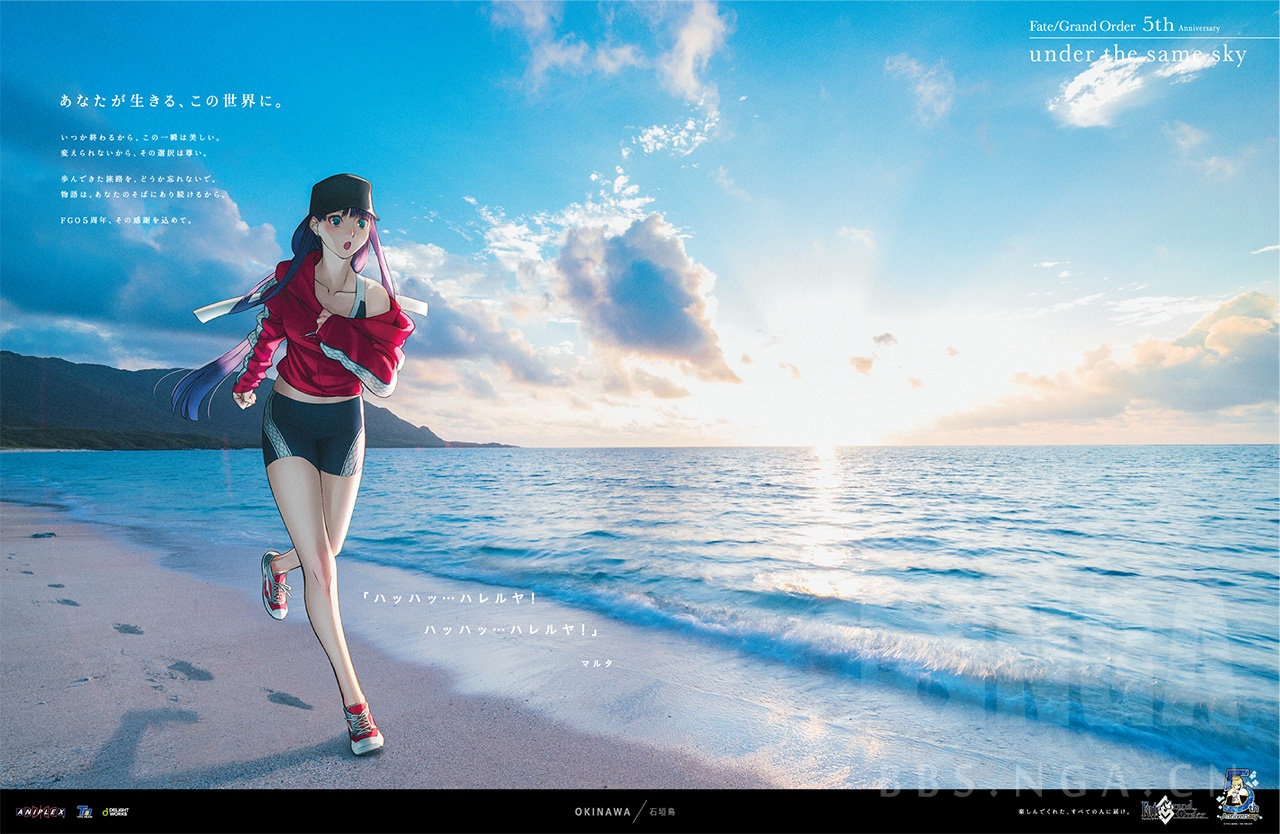 Fate/Grand Order 5th Anniversary
under the same sky
あなたが生きる、この世界に。
いつか終わるから、この一瞬は美しい。
変えられないから、その選択は尊い。
歩んできた旅路を、どうか忘れないで。
物語は、あなたのそばにあり続けるから。
FGO5周年、その感謝を込めて。
『ハッハッ…ハレルヤ!
ハッハッ…ハレルヤ!』
マルタ
BBS.NGA.CN
ANIPLEX
DELIGHT WORKS
OKINAWA / 石垣島
楽しんでくれた、すべての人に届け。
Fate Grand Order
5th Anniversary